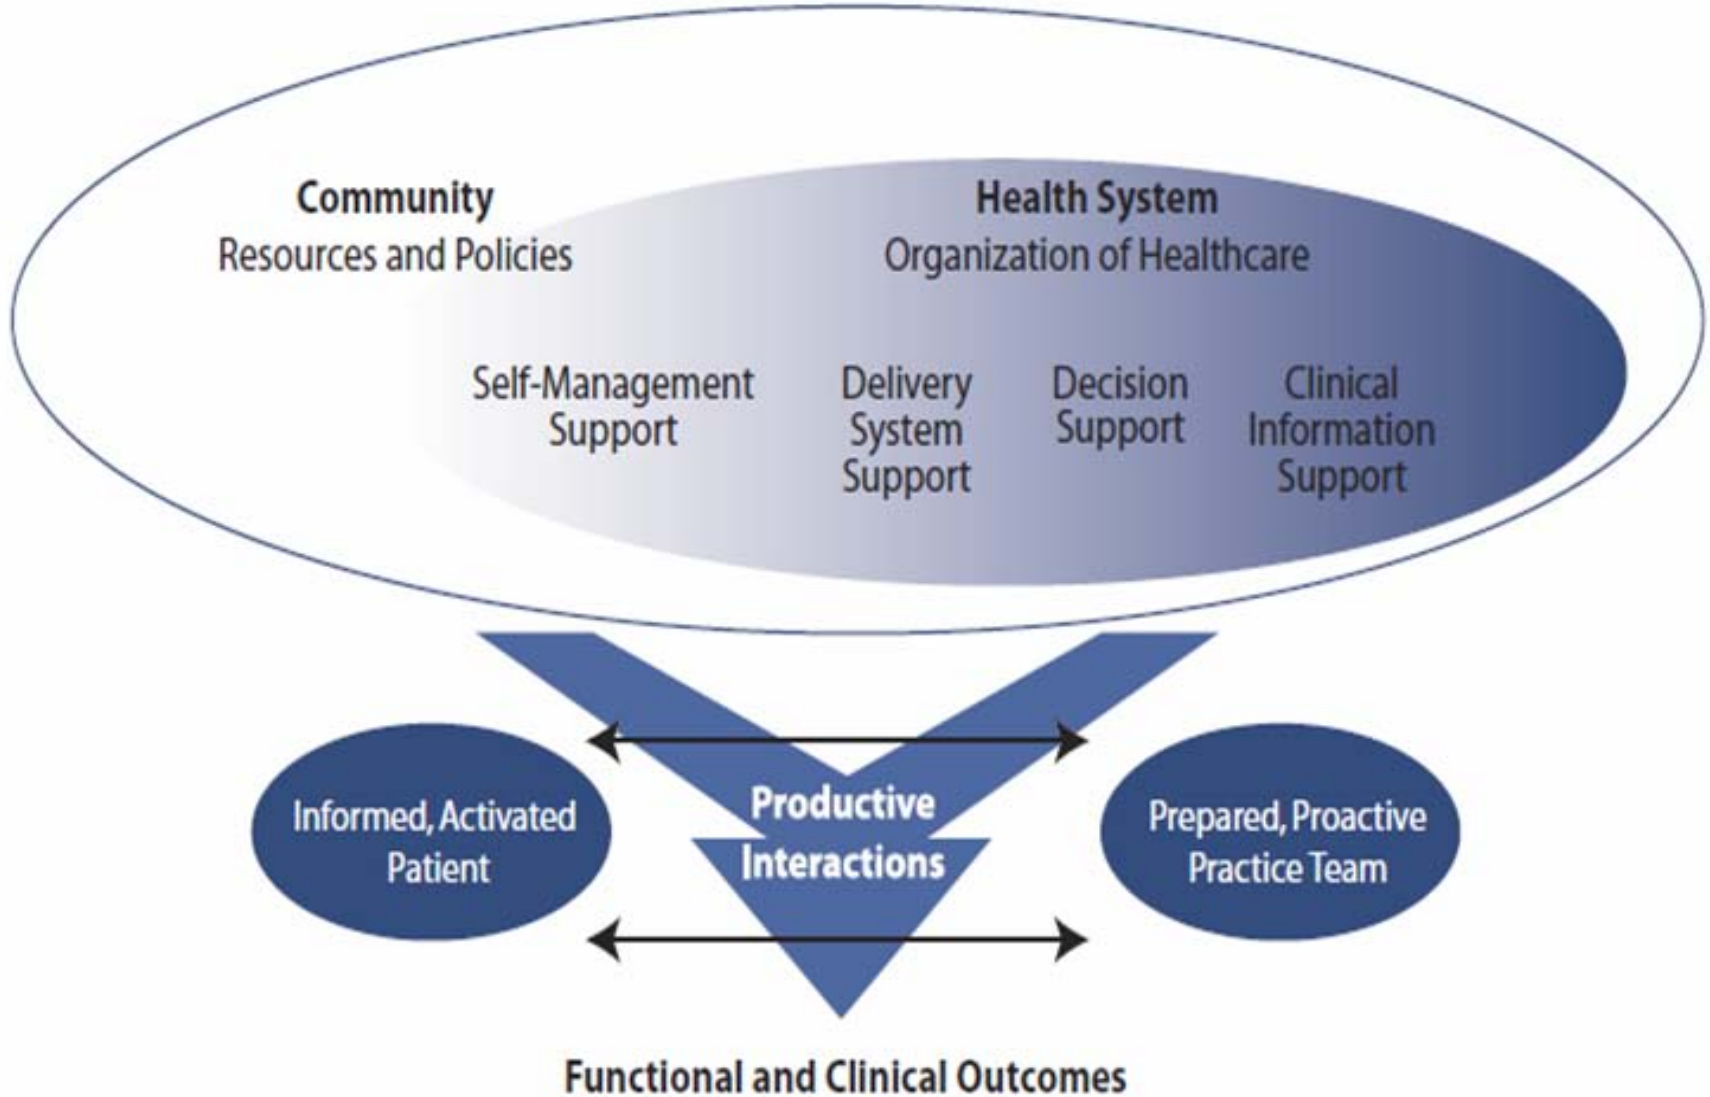 Community
Resources and Policies
Health System
Organization of Healthcare
Self-Management
Support
Delivery
System
Support
Decision
Support
Clinical
Information
Support
Informed, Activated
Patient
Productive
Interactions
Prepared, Proactive
Practice Team
Functional and Clinical Outcomes